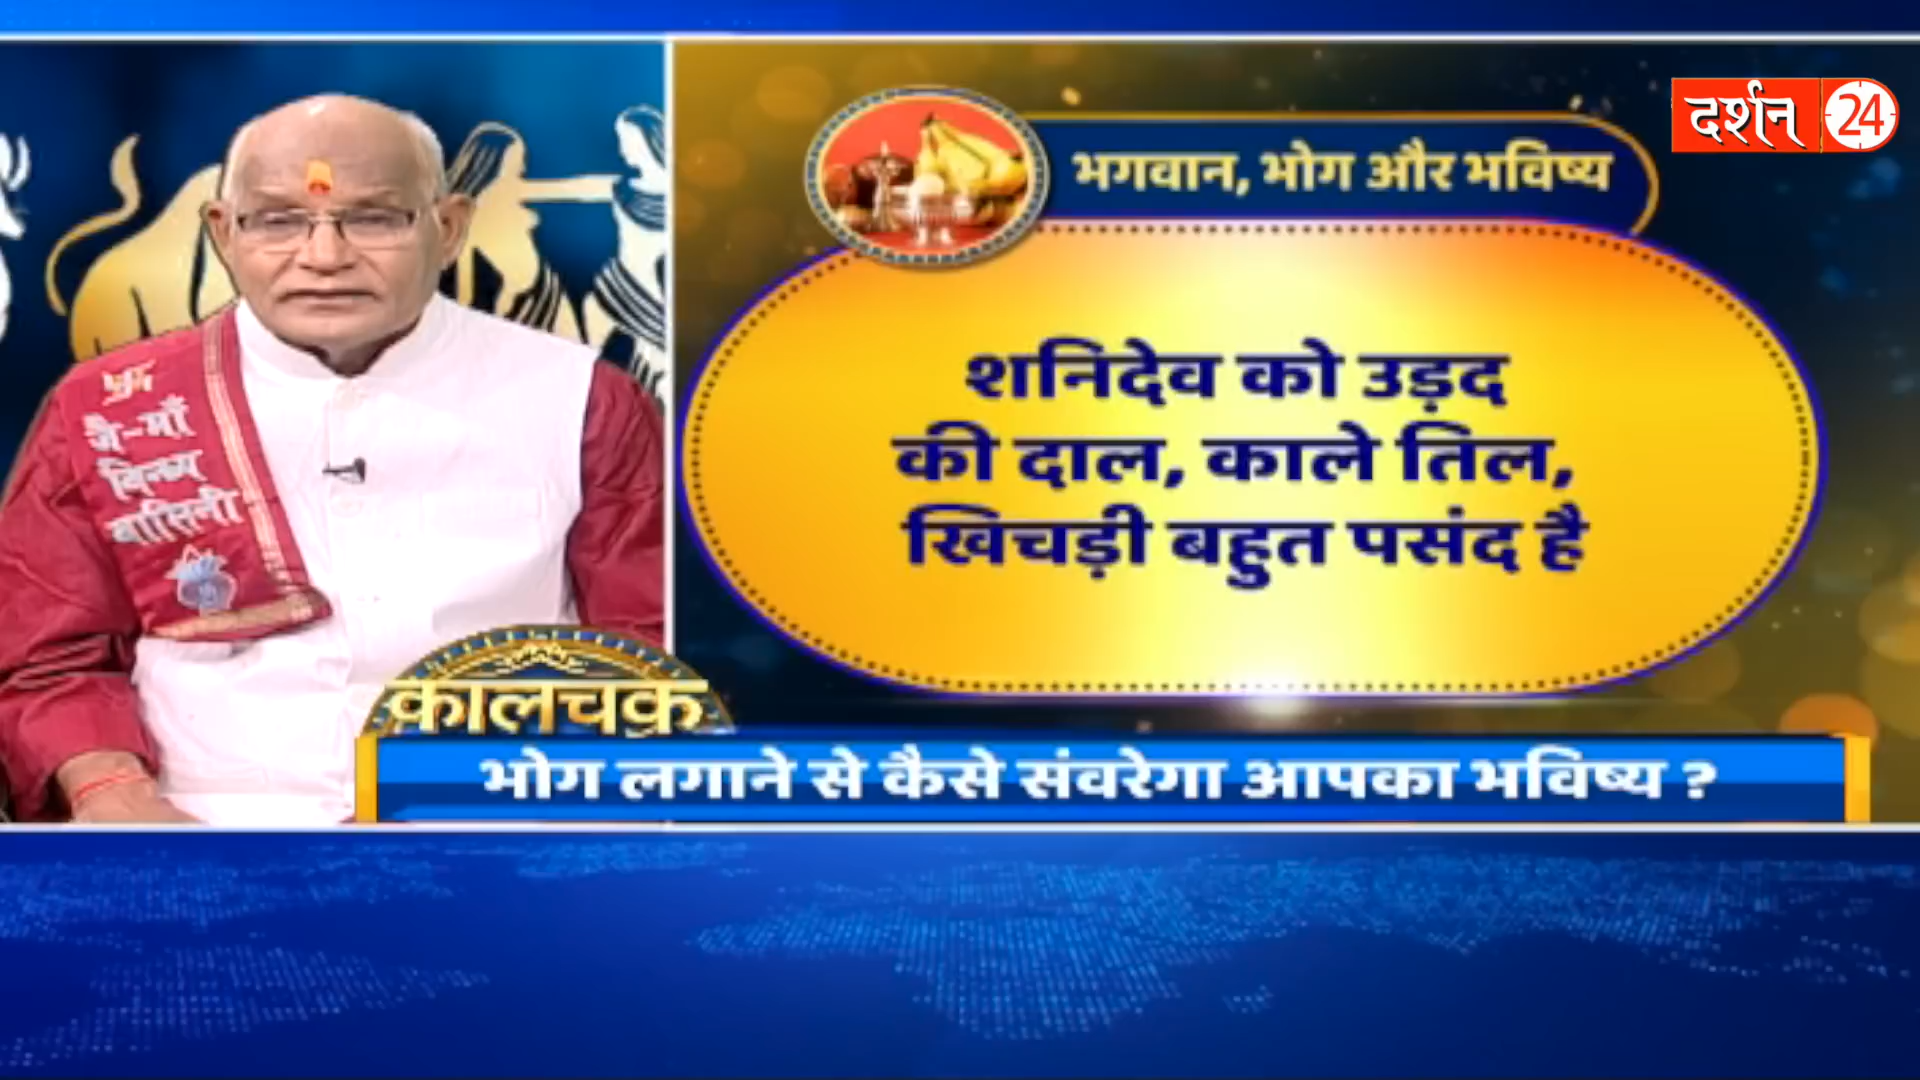 दर्शन 24
भगवान, भोग और भविष्य
शनिदेव को उड़द
की दाल, काले तिल,
खिचड़ी बहुत पसंद है
जै-माँ
विन्ध्य
वासिनी
कालचक्र
भोग लगाने से कैसे संवरेगा आपका भविष्य ?